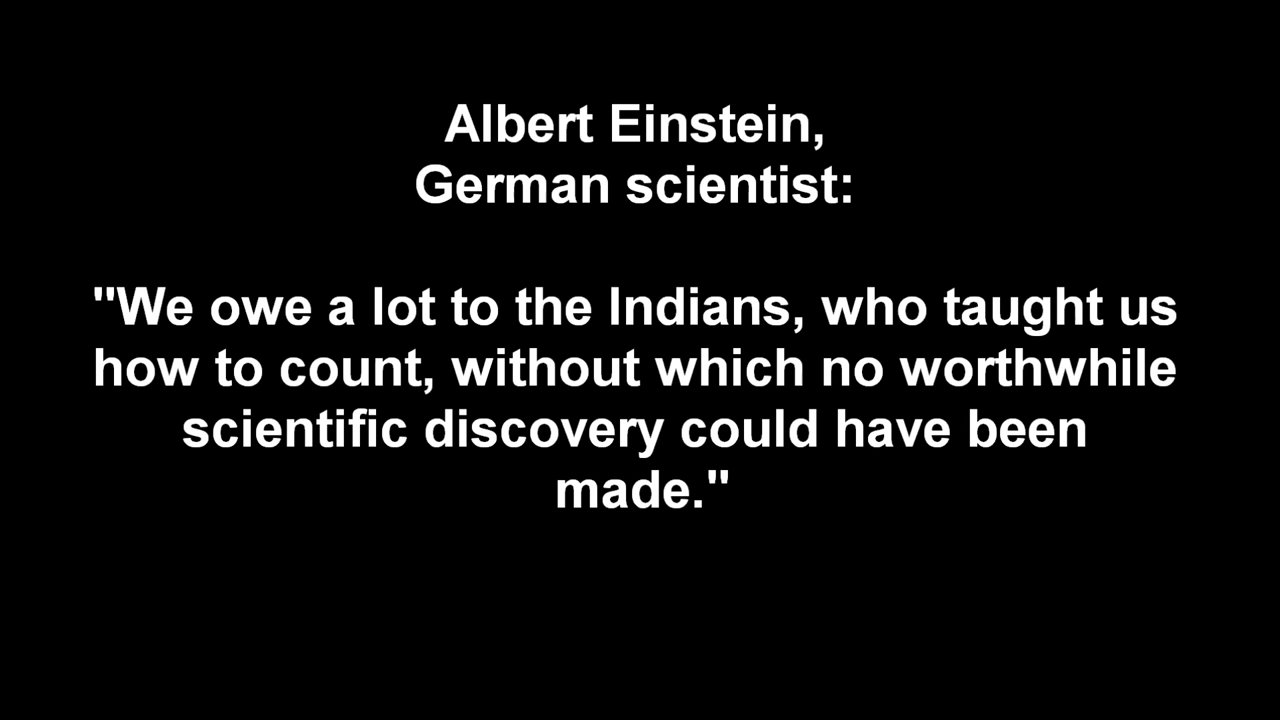 Albert Einstein,
German scientist:
"We owe a lot to the Indians, who taught us
how to count, without which no worthwhile
scientific discovery could have been
made."